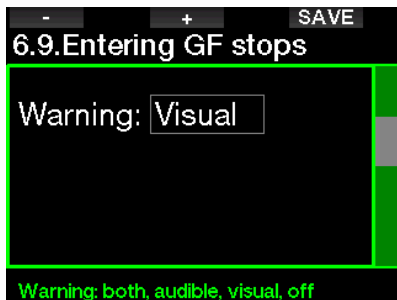 - + SAVE
6.9.Entering GF stops
Warning: Visual
Warning: both, audible, visual, off